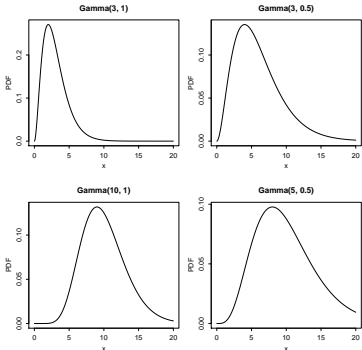 Gamma(3, 1)
PDF
0.0
0.2
0 5 10 15 20
x
Gamma(3, 0.5)
PDF
0.00
0.05
0.10
0 5 10 15 20
x
Gamma(10, 1)
PDF
0.00
0.05
0.10
0 5 10 15 20
x
Gamma(5, 0.5)
PDF
0.00
0.05
0.10
0 5 10 15 20
x